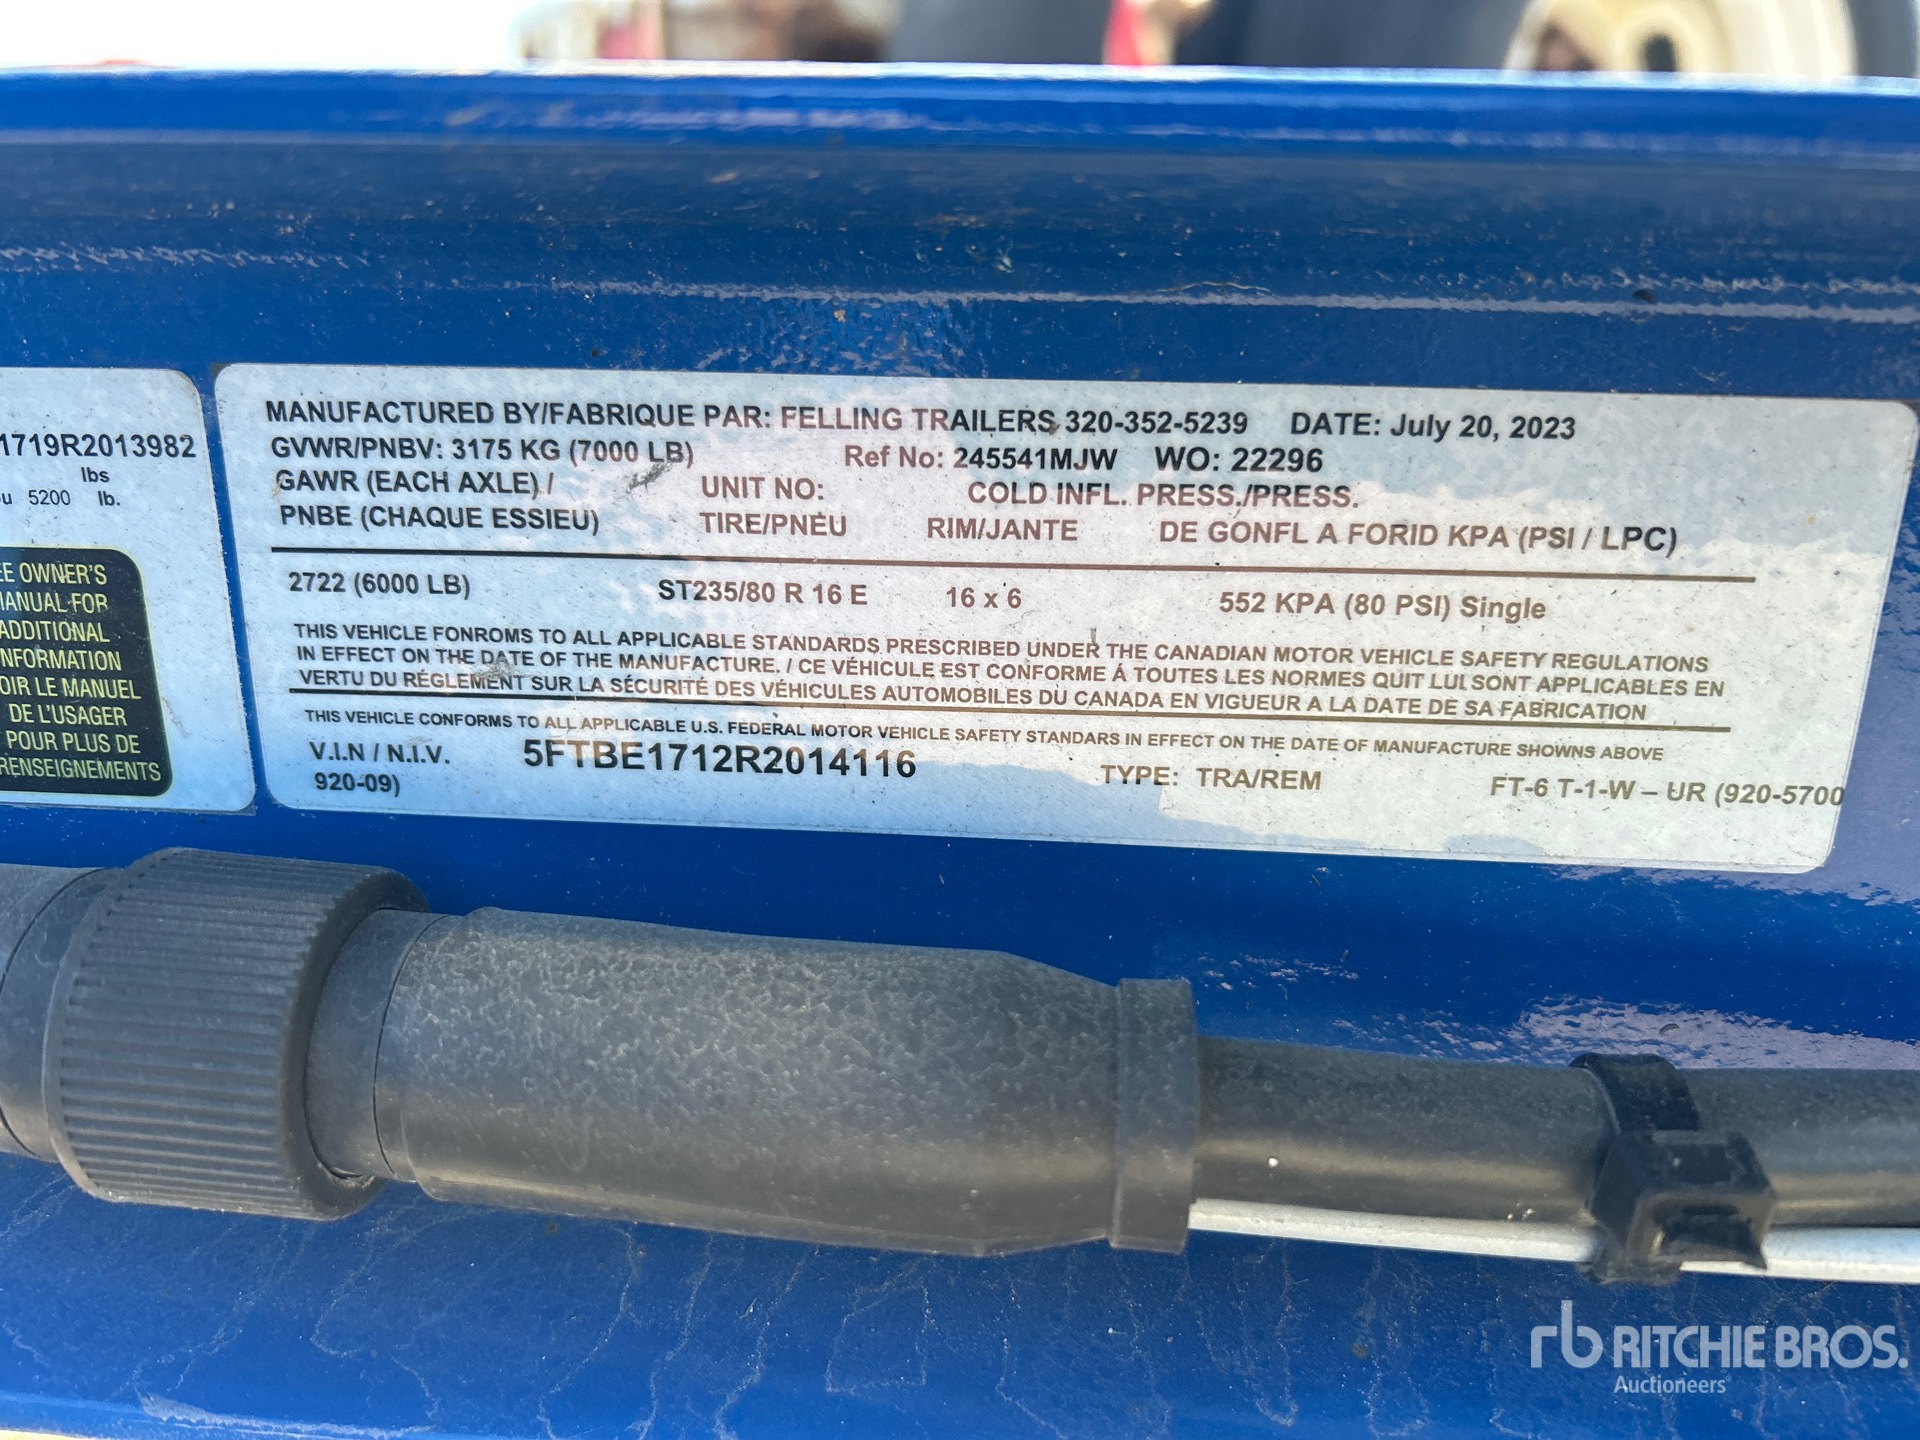 1719R2013982
lbs
u 5200 lb.
OWNER'S
MANUAL FOR
ADDITIONAL
INFORMATION
VOIR LE MANUEL
DE L'USAGER
POUR PLUS DE
RENSEIGNEMENTS
MANUFACTURED BY/FABRIQUE PAR: FELLING TRAILERS 320-352-5239 DATE: July 20, 2023
GVWR/PNBV: 3175 KG (7000 LB) Ref No: 245541MJW WO: 22296
GAWR (EACH AXLE) / UNIT NO: COLD INFL. PRESS./PRESS.
PNBE (CHAQUE ESSIEU) TIRE/PNEU RIM/JANTE DE GONFL A FORID KPA (PSI / LPC)
2722 (6000 LB) ST235/80 R 16 E 16 x 6 552 KPA (80 PSI) Single
THIS VEHICLE FONROMS TO ALL APPLICABLE STANDARDS PRESCRIBED UNDER THE CANADIAN MOTOR VEHICLE SAFETY REGULATIONS
IN EFFECT ON THE DATE OF THE MANUFACTURE. / CE VÉHICULE EST CONFORME Á TOUTES LES NORMES QUIT LUI SONT APPLICABLES EN
VERTU DU RÉGLEMENT SUR LA SÉCURITÉ DES VÉHICULES AUTOMOBILES DU CANADA EN VIGUEUR A LA DATE DE SA FABRICATION
THIS VEHICLE CONFORMS TO ALL APPLICABLE U.S. FEDERAL MOTOR VEHICLE SAFETY STANDARS IN EFFECT ON THE DATE OF MANUFACTURE SHOWNS ABOVE
V.I.N / N.I.V. 5FTBE1712R2014116 TYPE: TRA/REM FT-6 T-1-W – UR (920-5700
920-09)
rb RITCHIE BROS.
Auctioneers